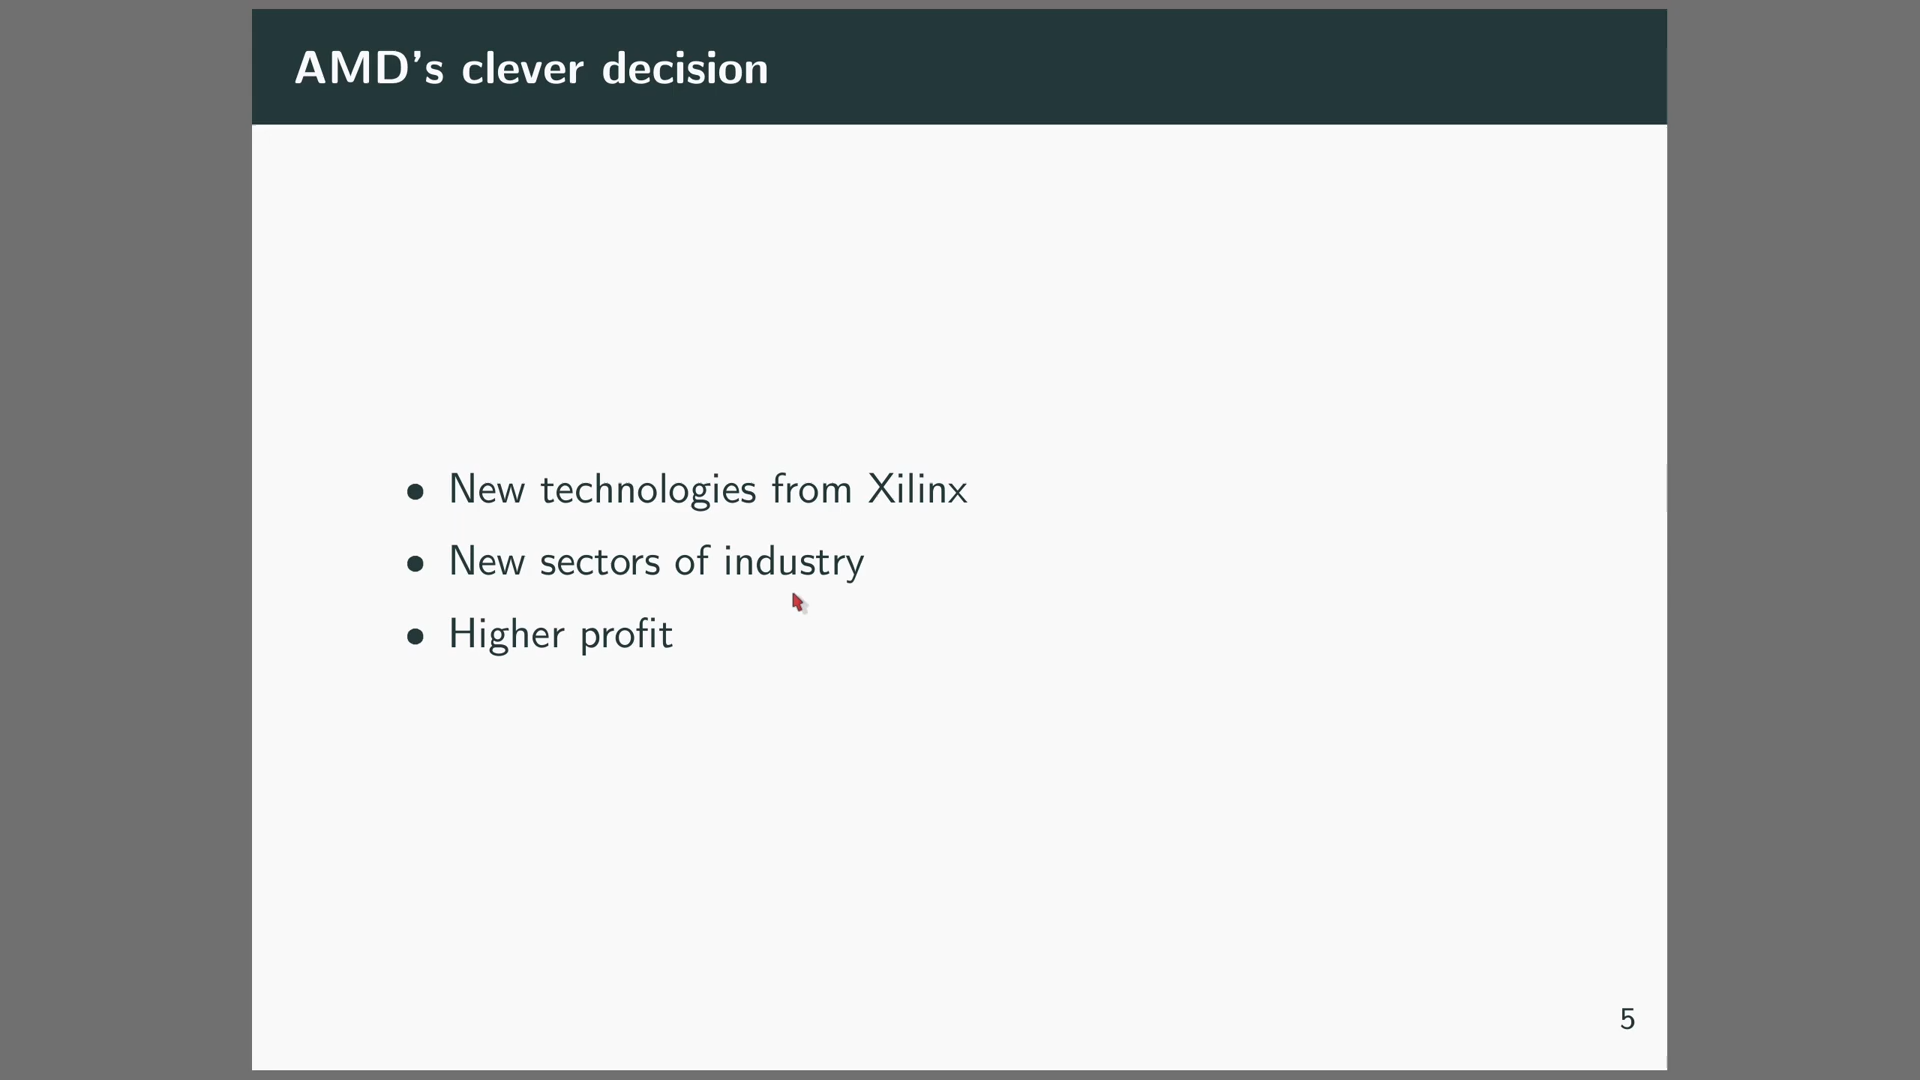 AMD's clever decision
• New technologies from Xilinx
• New sectors of industry
• Higher profit
5